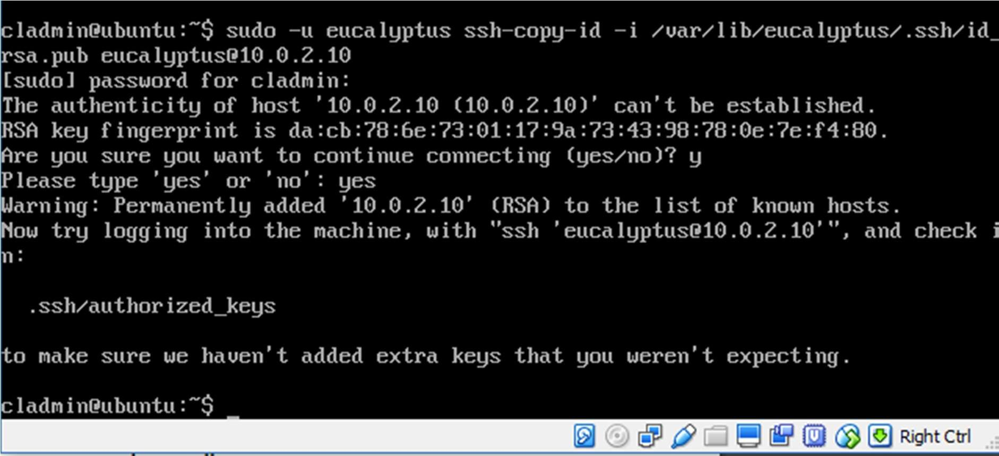 cladmin@ubuntu:~$ sudo -u eucalyptus ssh-copy-id -i /var/lib/eucalyptus/.ssh/id_
rsa.pub eucalyptus@10.0.2.10
[sudo] password for cladmin:
The authenticity of host '10.0.2.10 (10.0.2.10)' can't be established.
RSA key fingerprint is da:cb:78:6e:73:01:17:9a:73:43:98:78:0e:7e:f4:80.
Are you sure you want to continue connecting (yes/no)? y
Please type 'yes' or 'no': yes
Warning: Permanently added '10.0.2.10' (RSA) to the list of known hosts.
Now try logging into the machine, with "ssh 'eucalyptus@10.0.2.10'", and check i
n:
.ssh/authorized_keys
to make sure we haven't added extra keys that you weren't expecting.
cladmin@ubuntu:~$ _
Right Ctrl